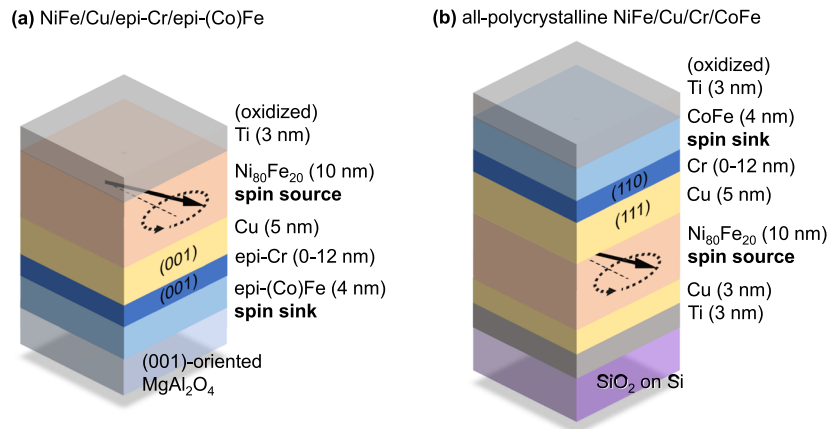 (a) NiFe/Cu/epi-Cr/epi-(Co)Fe
(oxidized)
Ti (3 nm)
Ni₈₀Fe₂₀ (10 nm)
spin source
Cu (5 nm)
(001)
epi-Cr (0-12 nm)
(001)
epi-(Co)Fe (4 nm)
spin sink
(001)-oriented
MgAl₂O₄
(b) all-polycrystalline NiFe/Cu/Cr/CoFe
(oxidized)
Ti (3 nm)
CoFe (4 nm)
spin sink
Cr (0-12 nm)
(110)
Cu (5 nm)
(111)
Ni₈₀Fe₂₀ (10 nm)
spin source
Cu (3 nm)
Ti (3 nm)
SiO₂ on Si